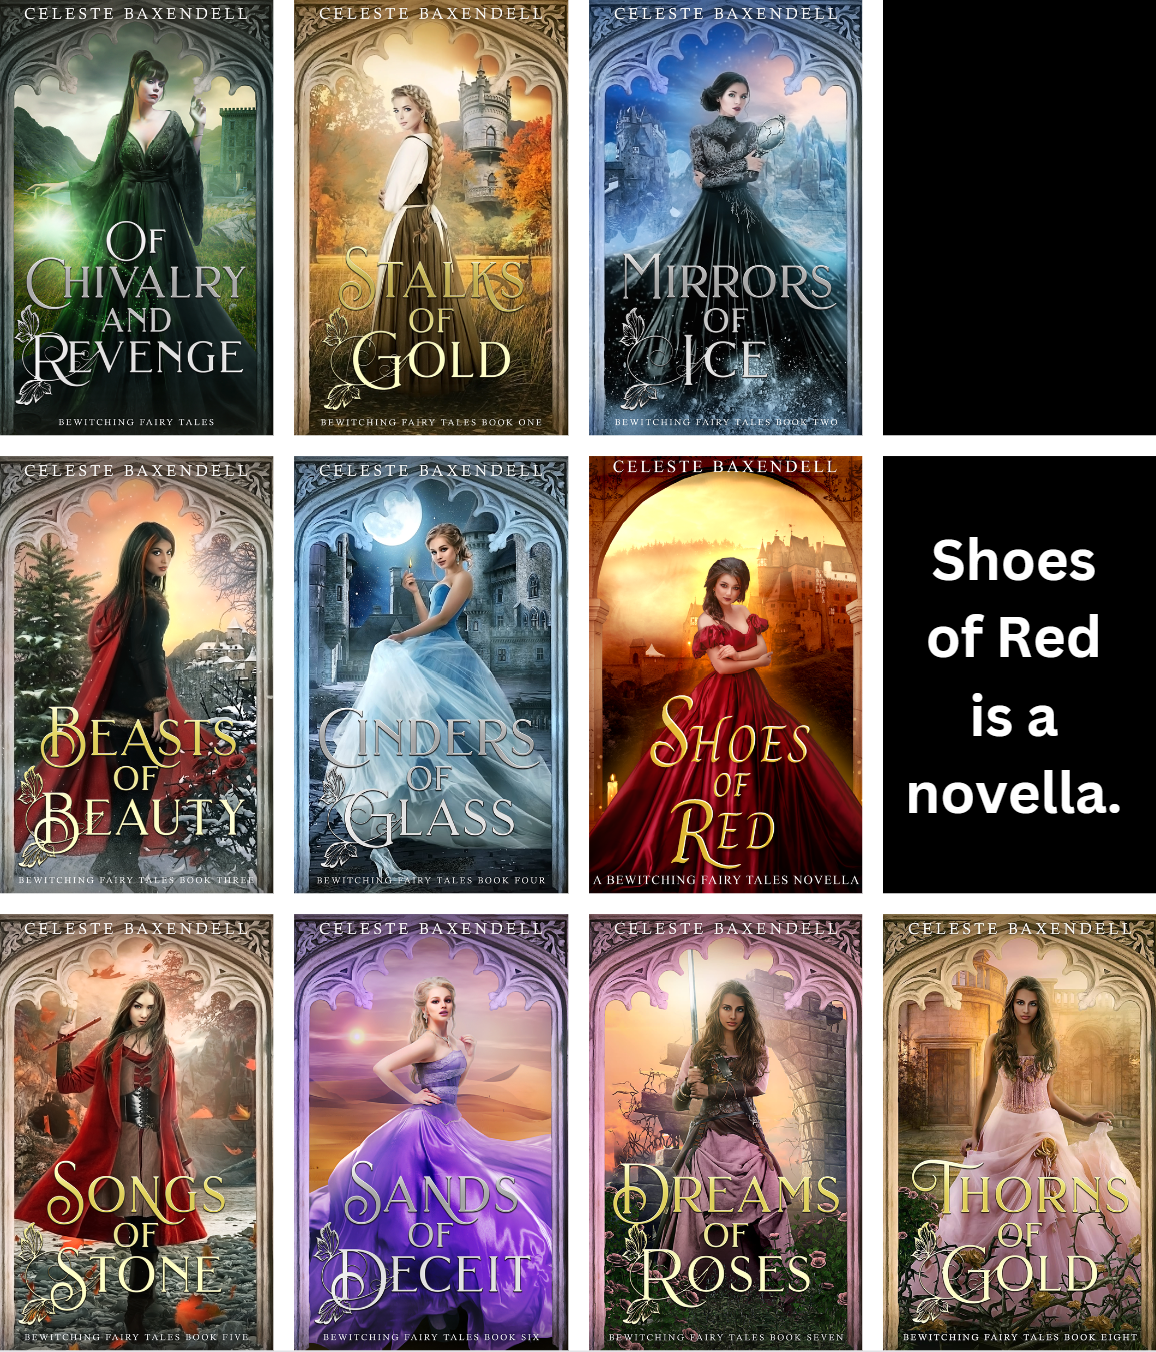 CELESTE BAXENDELL
OF
CHIVALRY
AND
REVENGE
BEWITCHING FAIRY TALES
CELESTE BAXENDELL
STALKS
OF
GOLD
BEWITCHING FAIRY TALES BOOK ONE
CELESTE BAXENDELL
MIRRORS
OF
ICE
BEWITCHING FAIRY TALES BOOK TWO
CELESTE BAXENDELL
BEASTS
OF
BEAUTY
BEWITCHING FAIRY TALES BOOK THREE
CELESTE BAXENDELL
CINDERS
OF
GLASS
BEWITCHING FAIRY TALES BOOK FOUR
CELESTE BAXENDELL
SHOES
OF
RED
A BEWITCHING FAIRY TALES NOVELLA
Shoes
of Red
is a
novella.
CELESTE BAXENDELL
SONGS
OF
STONE
BEWITCHING FAIRY TALES BOOK FIVE
CELESTE BAXENDELL
SANDS
OF
DECEIT
BEWITCHING FAIRY TALES BOOK SIX
CELESTE BAXENDELL
DREAMS
OF
ROSES
BEWITCHING FAIRY TALES BOOK SEVEN
CELESTE BAXENDELL
THORNS
OF
GOLD
BEWITCHING FAIRY TALES BOOK EIGHT